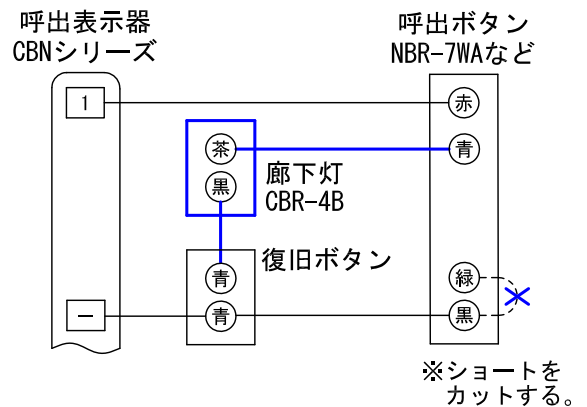 呼出表示器
CBNシリーズ
呼出ボタン
NBR-7WAなど
1
赤
茶
青
黒
廊下灯
CBR-4B
復旧ボタン
青
緑
－
青
黒
※ショートを
カットする。